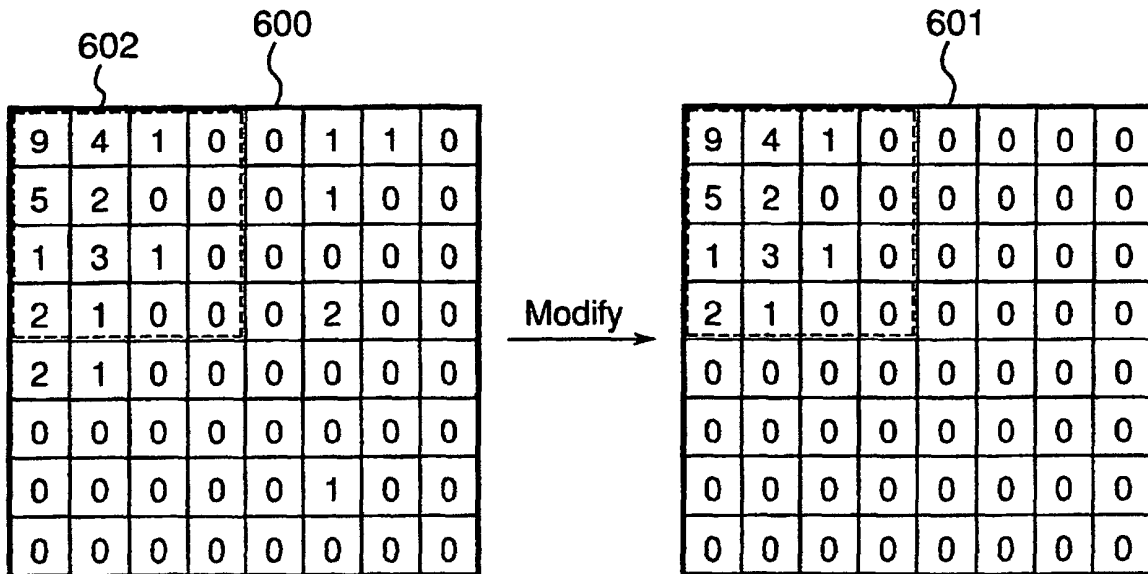 602 600 601
9 4 1 0 0 1 1 0 9 4 1 0 0 0 0 0
5 2 0 0 0 1 0 0 5 2 0 0 0 0 0 0
1 3 1 0 0 0 0 0 1 3 1 0 0 0 0 0
2 1 0 0 0 2 0 0 Modify 2 1 0 0 0 0 0 0
2 1 0 0 0 0 0 0 0 0 0 0 0 0 0 0
0 0 0 0 0 0 0 0 0 0 0 0 0 0 0 0
0 0 0 0 0 1 0 0 0 0 0 0 0 0 0 0
0 0 0 0 0 0 0 0 0 0 0 0 0 0 0 0